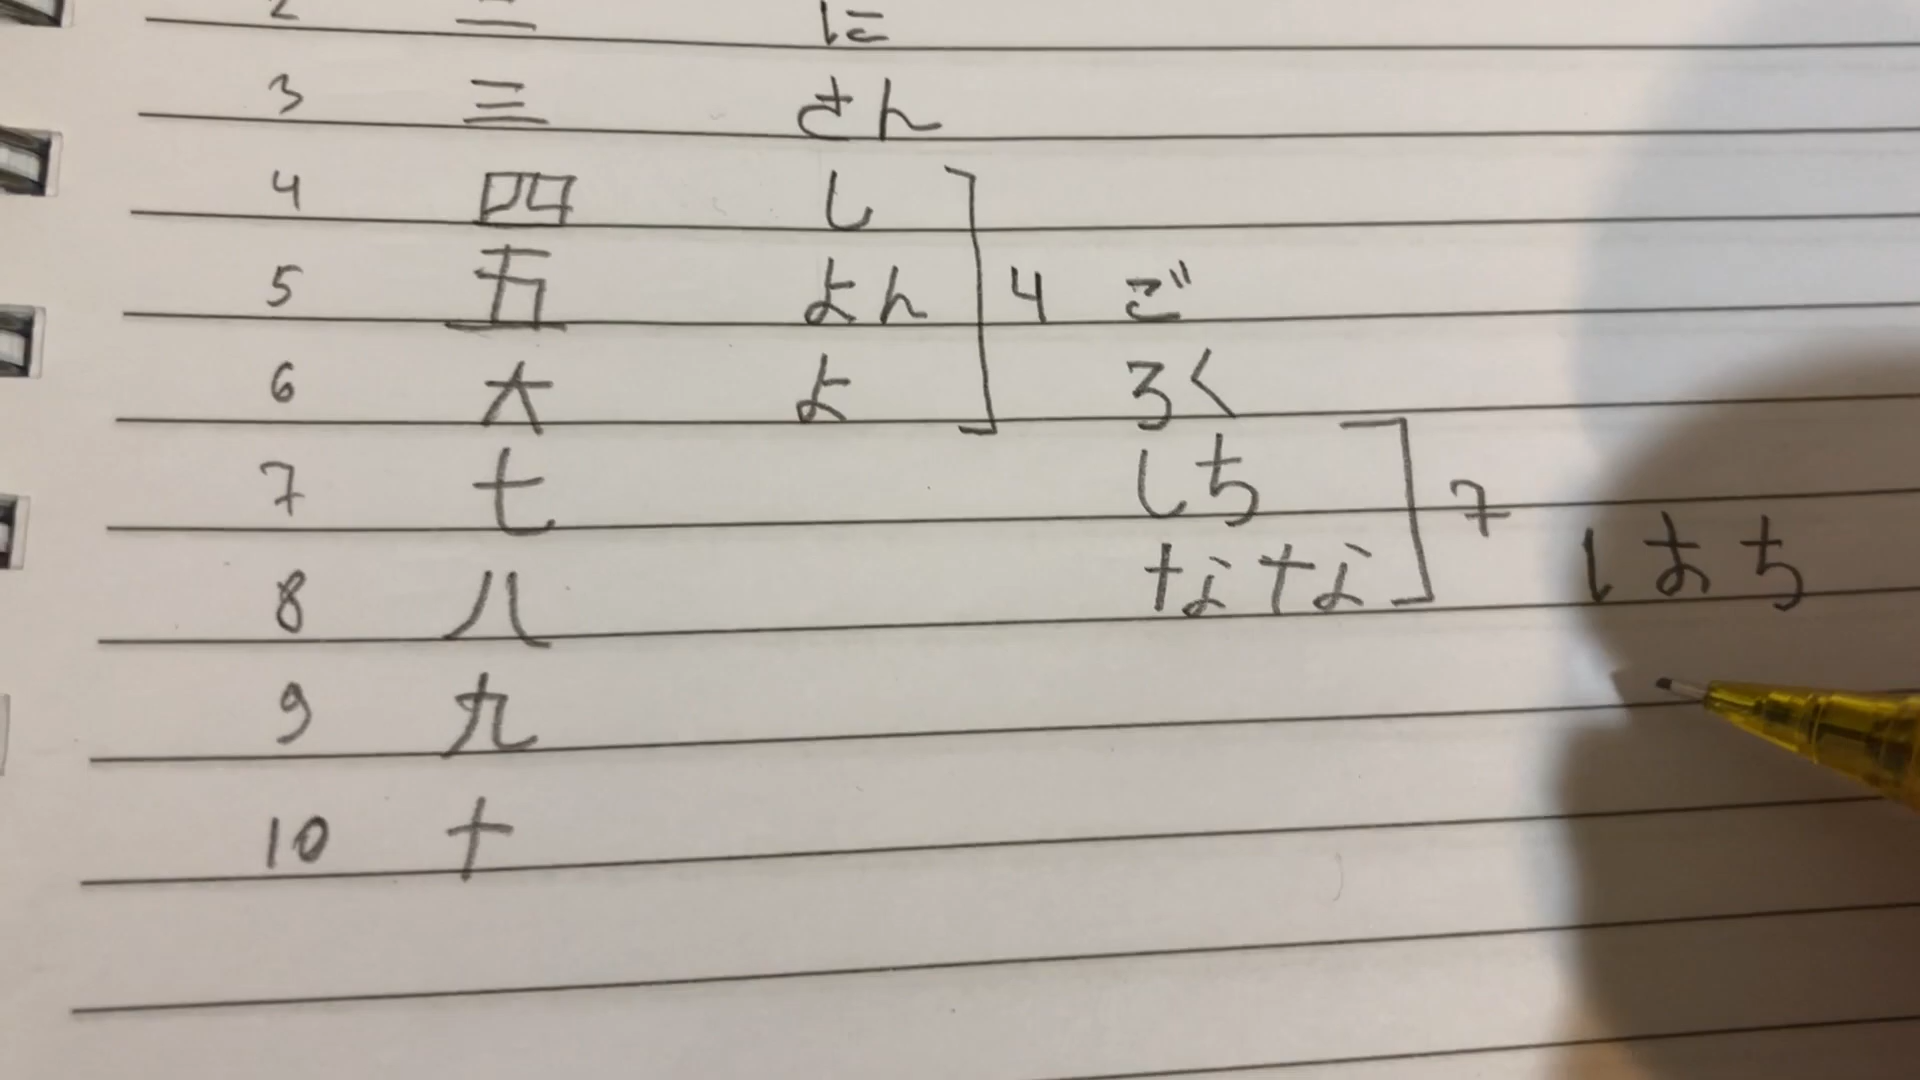 2 二 に
3 三 さん
4 四 し
5 五 よん 4 ご
6 六 よ ろく
7 七 しち 7
8 八 なな はち
9 九
10 十